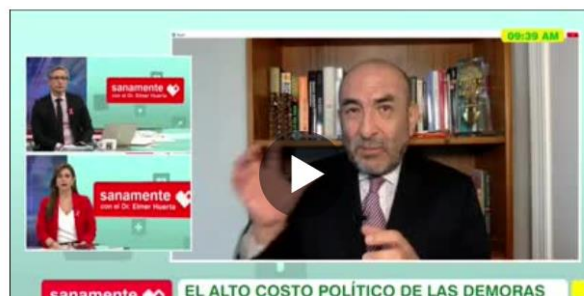 09:39 AM
sanamente
con el Dr. Elmer Huerta
sanamente
con el Dr. Elmer Huerta
sanamente
EL ALTO COSTO POLÍTICO DE LAS DEMORAS